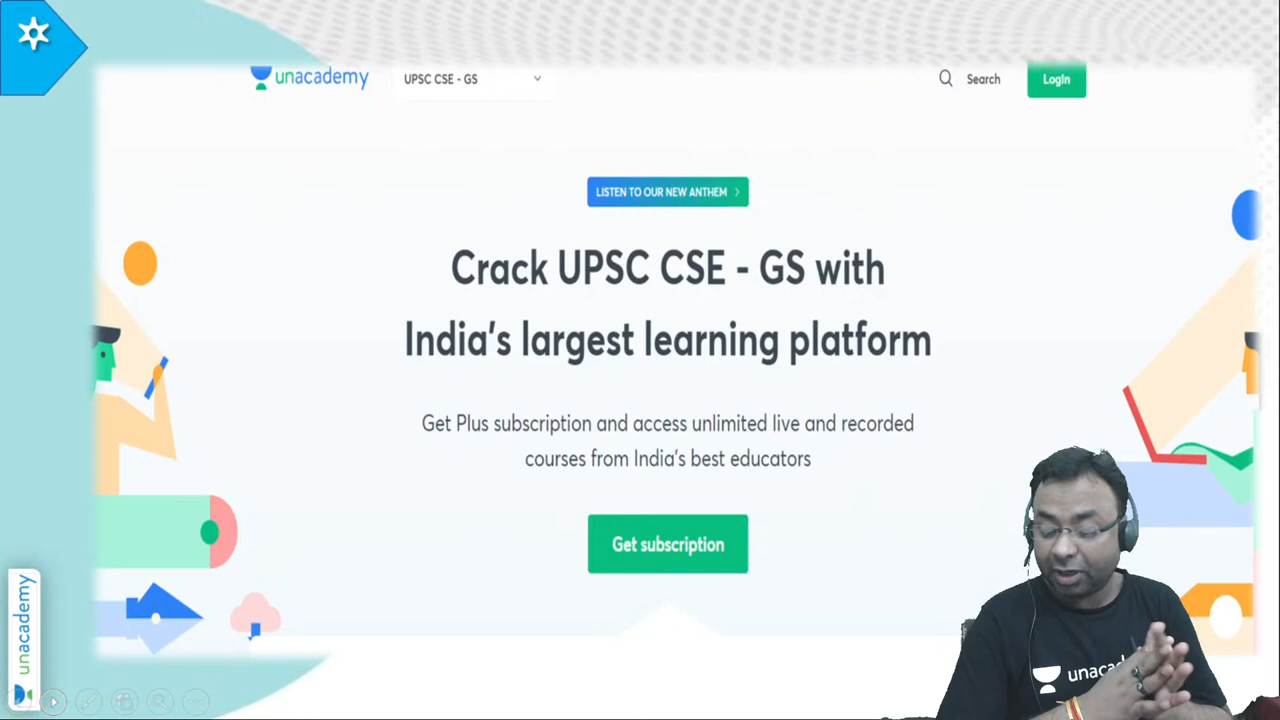 unacademy
UPSC CSE - GS
Search
LogIn
LISTEN TO OUR NEW ANTHEM
Crack UPSC CSE - GS with
India's largest learning platform
Get Plus subscription and access unlimited live and recorded
courses from India's best educators
Get subscription
unacademy